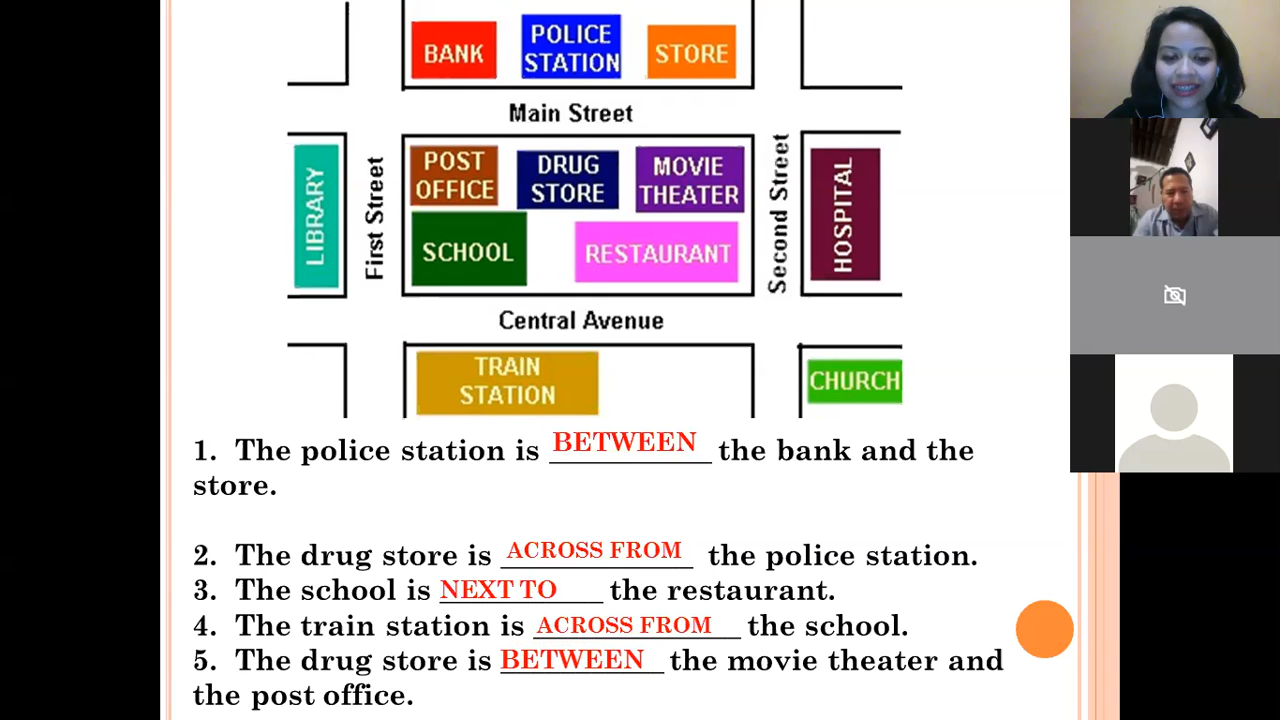 BANK
POLICE
STATION
STORE
Main Street
LIBRARY
First Street
POST
OFFICE
DRUG
STORE
MOVIE
THEATER
SCHOOL
RESTAURANT
Second Street
HOSPITAL
Central Avenue
TRAIN
STATION
CHURCH
1. The police station is BETWEEN the bank and the
store.
2. The drug store is ACROSS FROM the police station.
3. The school is NEXT TO the restaurant.
4. The train station is ACROSS FROM the school.
5. The drug store is BETWEEN the movie theater and
the post office.